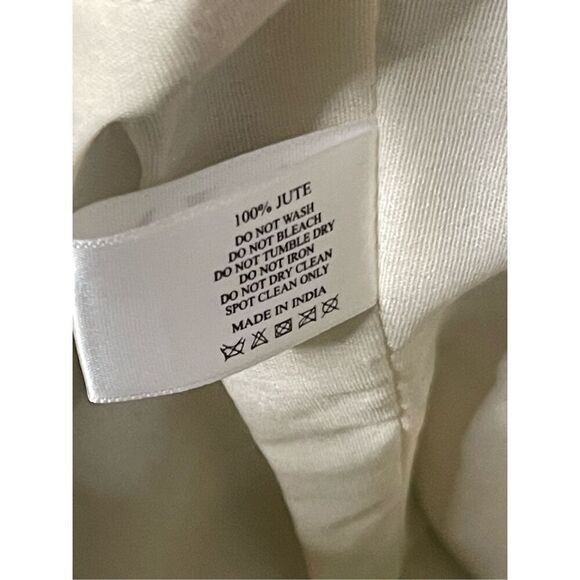 100% JUTE
DO NOT WASH
DO NOT BLEACH
DO NOT TUMBLE DRY
DO NOT IRON
DO NOT DRY CLEAN
SPOT CLEAN ONLY
MADE IN INDIA